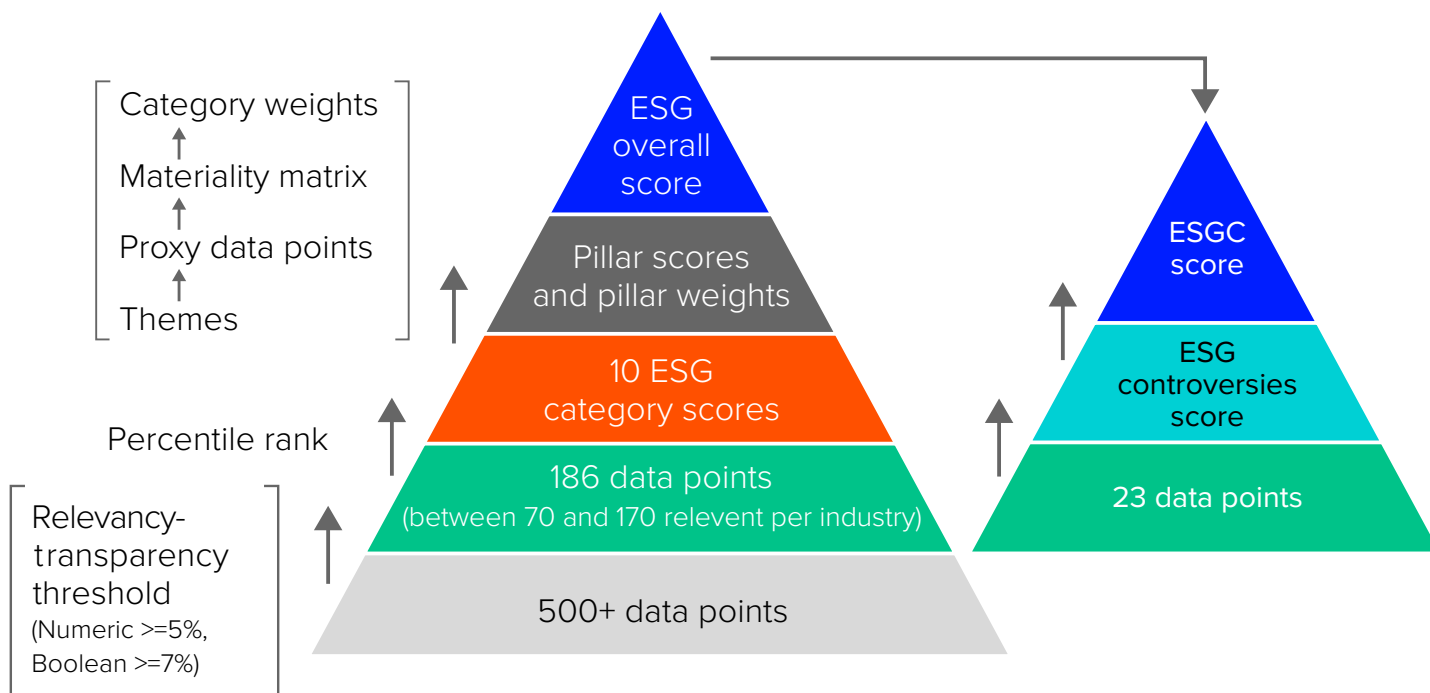 Category weights
Materiality matrix
Proxy data points
Themes
Percentile rank
Relevancy-
transparency
threshold
(Numeric >=5%,
Boolean >=7%)
ESG
overall
score
Pillar scores
and pillar weights
10 ESG
category scores
186 data points
(between 70 and 170 relevent per industry)
500+ data points
ESGC
score
ESG
controversies
score
23 data points